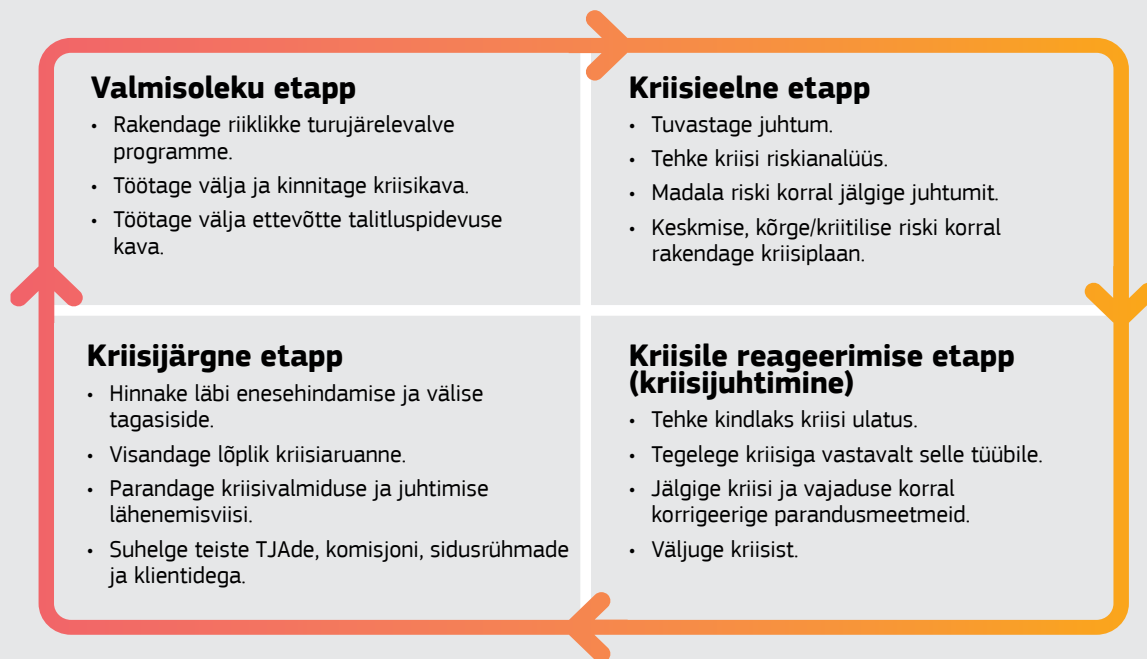 Valmisoleku etapp
• Rakendage riiklikke turujärelevalve
programme.
• Töötage välja ja kinnitage kriisikava.
• Töötage välja ettevõtte talitluspidevuse
kava.
Kriisieelne etapp
• Tuvastage juhtum.
• Tehke kriisi riskianalüüs.
• Madala riski korral jälgige juhtumit.
• Keskmise, kõrge/kriitilise riski korral
rakendage kriisiplaan.
Kriisijärgne etapp
• Hinnake läbi enesehindamise ja välise
tagasiside.
• Visandage lõplik kriisiaruanne.
• Parandage kriisivalmiduse ja juhtimise
lähenemisviisi.
• Suhelge teiste TJAde, komisjoni, sidusrühmade
ja klientidega.
Kriisile reageerimise etapp
(kriisijuhtimine)
• Tehke kindlaks kriisi ulatus.
• Tegelege kriisiga vastavalt selle tüübile.
• Jälgige kriisi ja vajaduse korral
korrigeerige parandusmeetmeid.
• Väljuge kriisist.